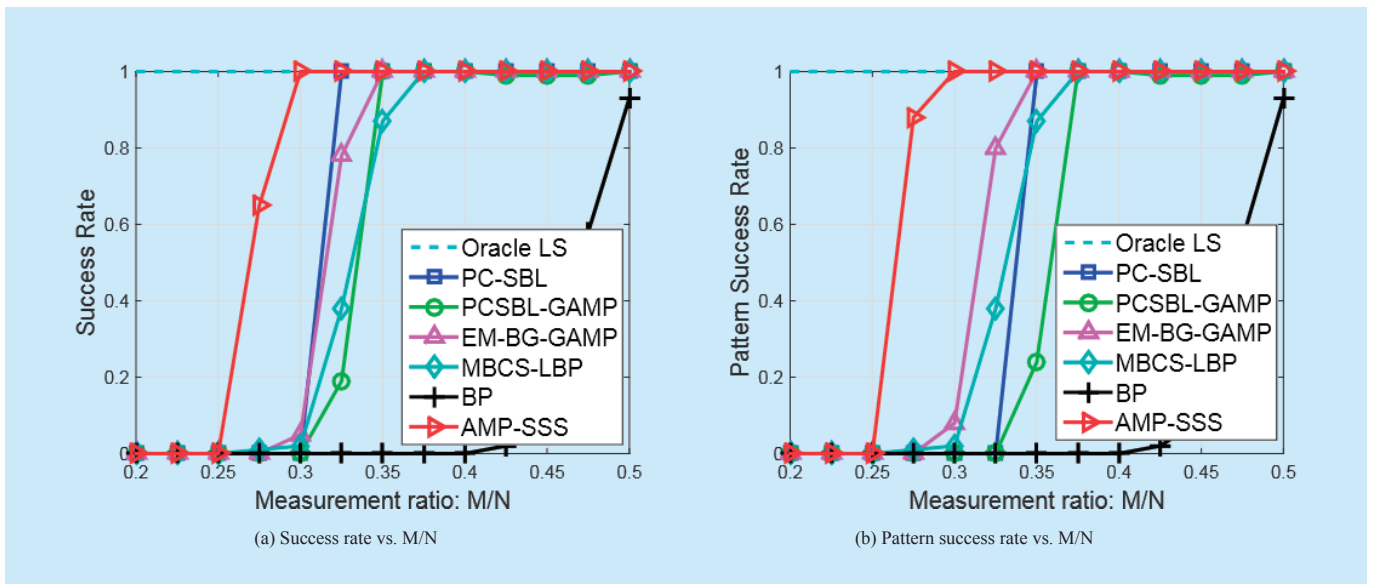 1
0.8
0.6
0.4
0.2
0
Success Rate
Oracle LS
PC-SBL
PCSBL-GAMP
EM-BG-GAMP
MBCS-LBP
BP
AMP-SSS
0.2 0.25 0.3 0.35 0.4 0.45 0.5
Measurement ratio: M/N
(a) Success rate vs. M/N
1
0.8
0.6
0.4
0.2
0
Pattern Success Rate
Oracle LS
PC-SBL
PCSBL-GAMP
EM-BG-GAMP
MBCS-LBP
BP
AMP-SSS
0.2 0.25 0.3 0.35 0.4 0.45 0.5
Measurement ratio: M/N
(b) Pattern success rate vs. M/N